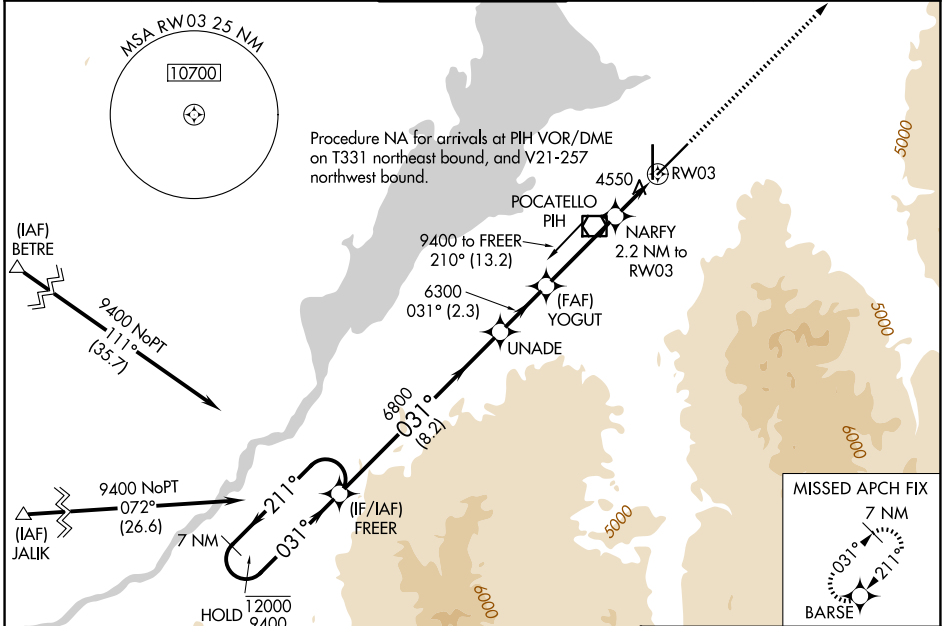 MSA RW03 25 NM
10700
Procedure NA for arrivals at PIH VOR/DME
on T331 northeast bound, and V21-257
northwest bound.
5000
4550
RW03
POCATELLO
PIH
NARFY
2.2 NM to
RW03
9400 to FREER
210° (13.2)
(IAF)
BETRE
6300
031° (2.3)
(FAF)
YOGUT
UNADE
9400 NoPT
111°
(35.7)
5000
6800
031°
(8.2)
6000
9400 NoPT
072°
(26.6)
(IAF)
JALIK
211°
031°
7 NM
(IF/IAF)
FREER
5000
HOLD 12000
9400
6000
MISSED APCH FIX
7 NM
031°
211°
BARSE